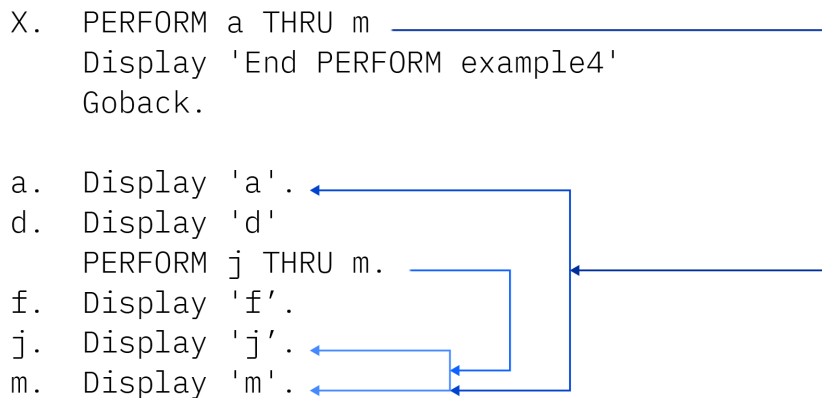 X. PERFORM a THRU m
Display 'End PERFORM example4'
Goback.
a. Display 'a'.
d. Display 'd'
PERFORM j THRU m.
f. Display 'f’.
j. Display 'j’.
m. Display 'm'.